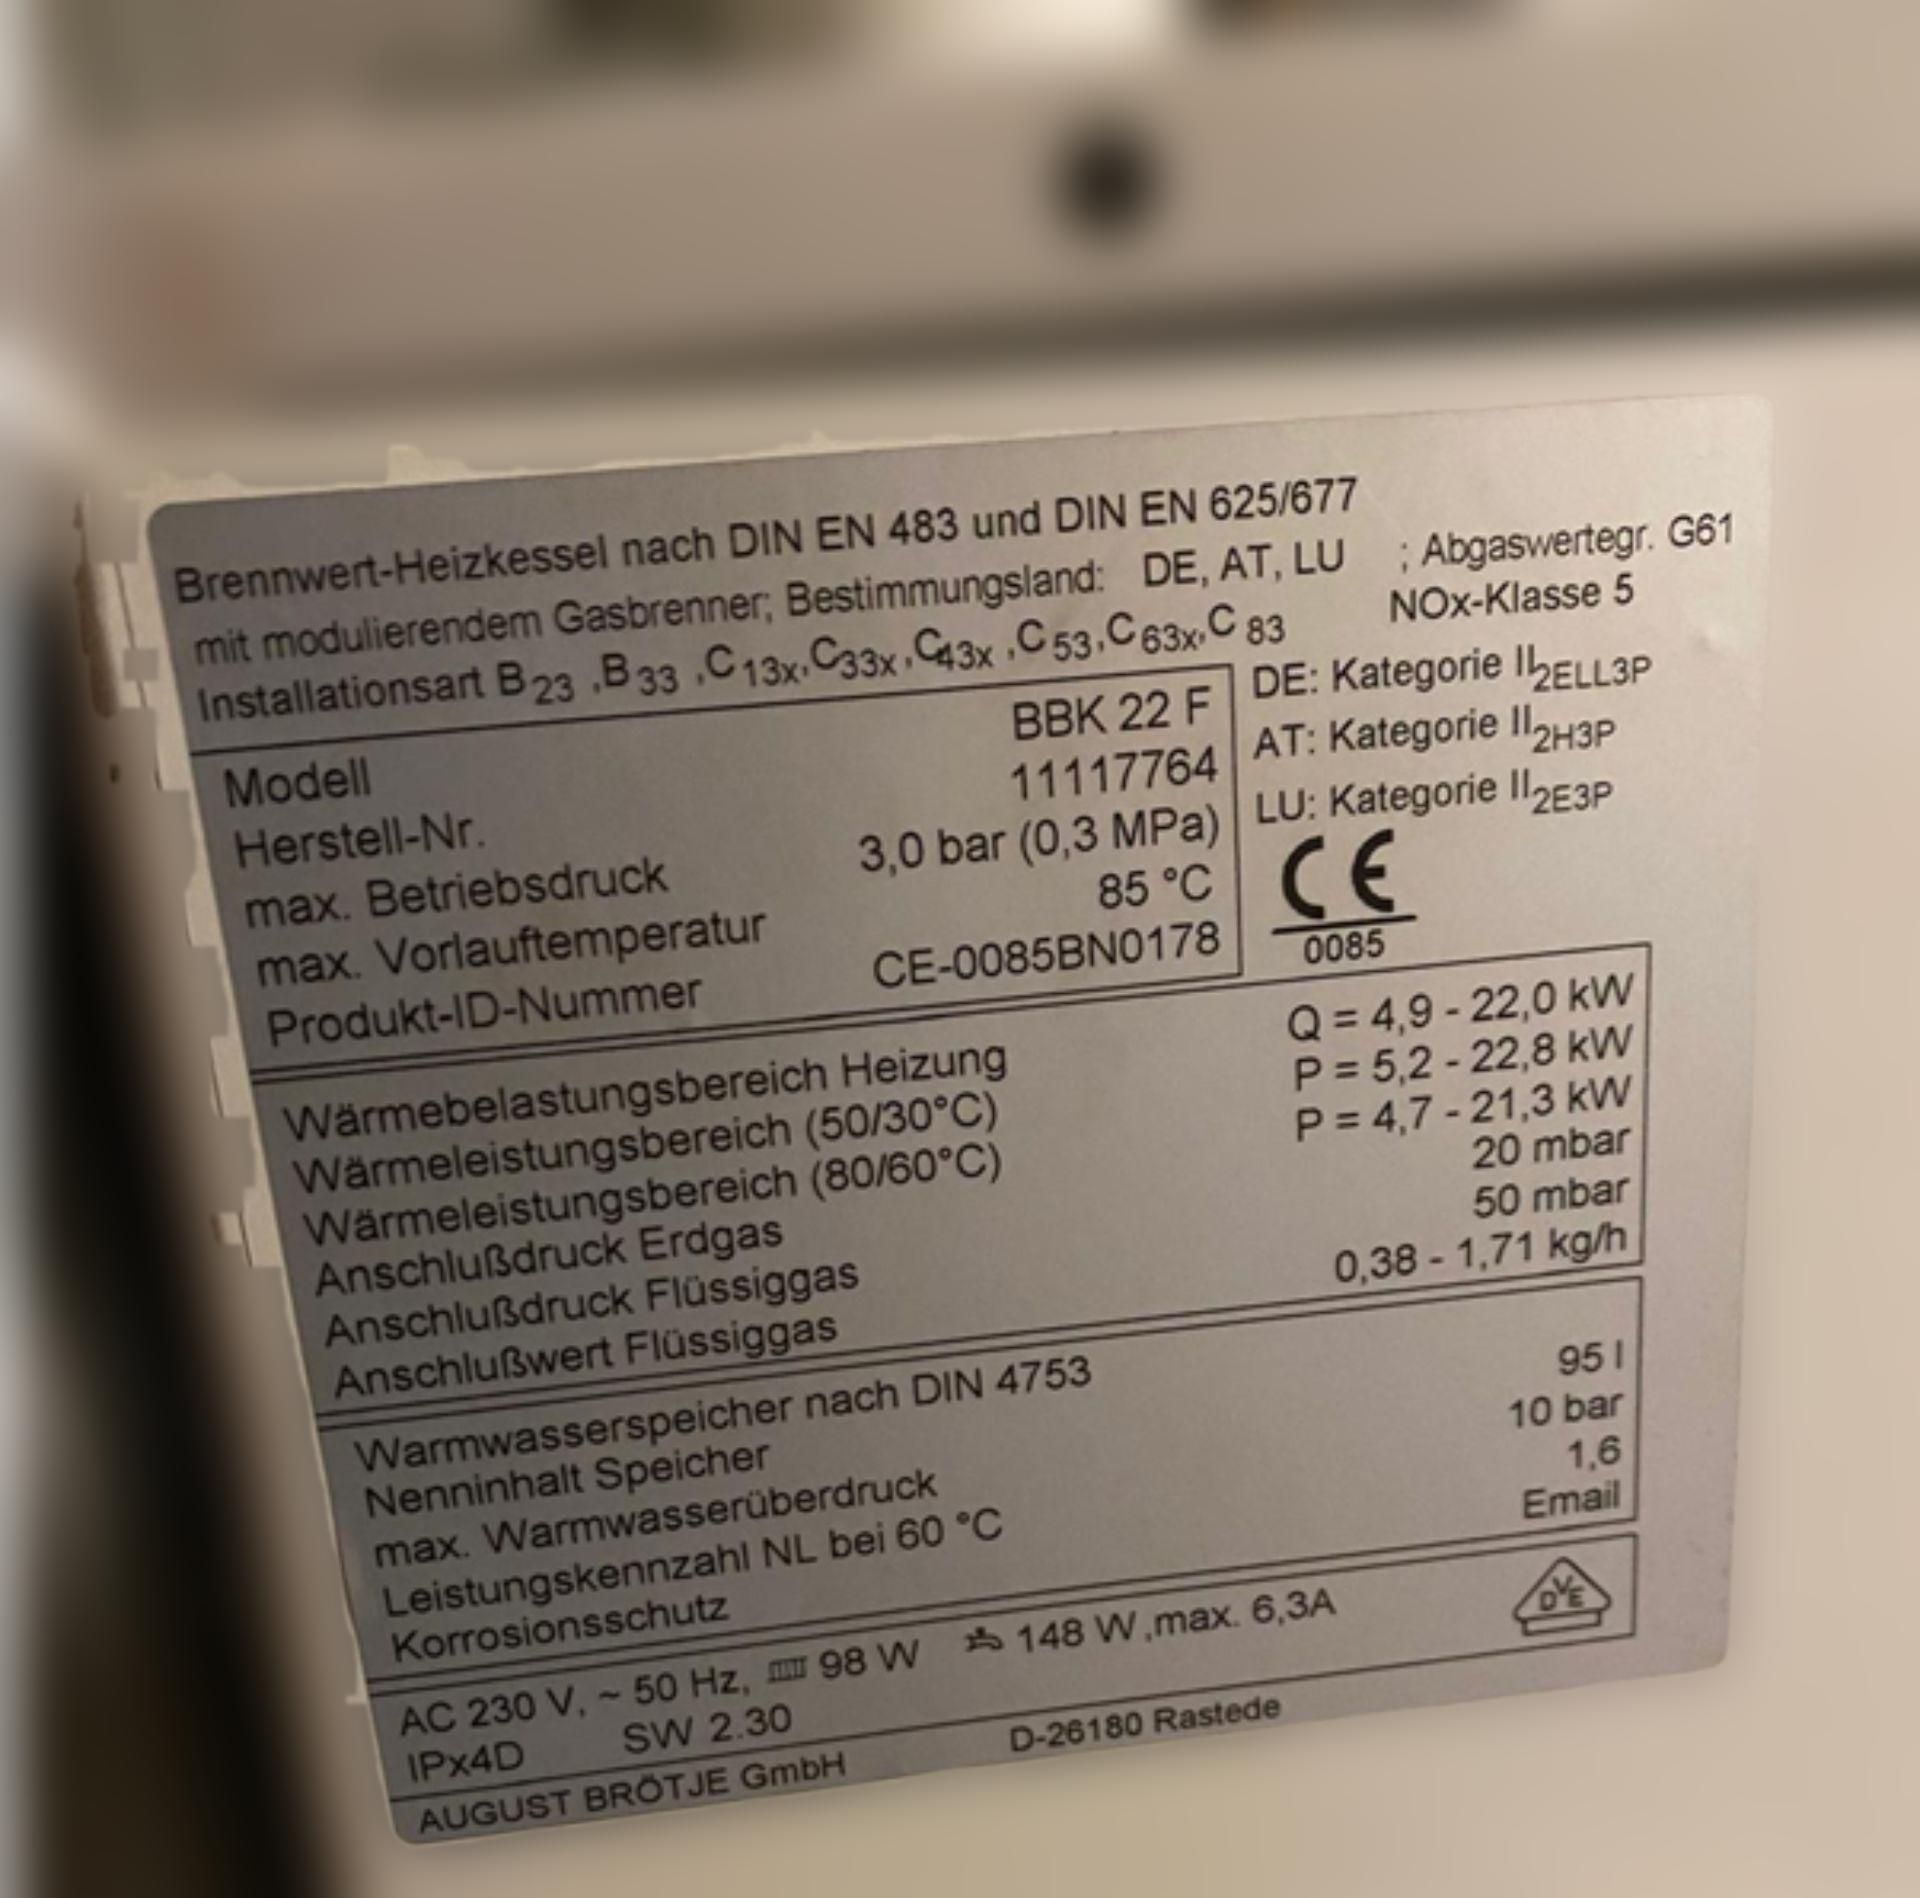 Brennwert-Heizkessel nach DIN EN 483 und DIN EN 625/677
mit modulierendem Gasbrenner; Bestimmungsland: DE, AT, LU ; Abgaswertegr. G61
Installationsart B23 ,B33 ,C13x,C33x,C43x ,C53,C63x,C83 NOx-Klasse 5
Modell BBK 22 F
Herstell-Nr. 11117764
max. Betriebsdruck 3,0 bar (0,3 MPa)
max. Vorlauftemperatur 85 °C
Produkt-ID-Nummer CE-0085BN0178
DE: Kategorie II2ELL3P
AT: Kategorie II2H3P
LU: Kategorie II2E3P
CE
0085
Wärmebelastungsbereich Heizung Q = 4,9 - 22,0 kW
Wärmeleistungsbereich (50/30°C) P = 5,2 - 22,8 kW
Wärmeleistungsbereich (80/60°C) P = 4,7 - 21,3 kW
Anschlußdruck Erdgas 20 mbar
Anschlußdruck Flüssiggas 50 mbar
Anschlußwert Flüssiggas 0,38 - 1,71 kg/h
Warmwasserspeicher nach DIN 4753
Nenninhalt Speicher 95 l
max. Warmwasserüberdruck 10 bar
Leistungskennzahl NL bei 60 °C 1,6
Korrosionsschutz Email
AC 230 V, ~ 50 Hz, 98 W 148 W ,max. 6,3A
IPx4D SW 2.30
DVE
AUGUST BRÖTJE GmbH D-26180 Rastede